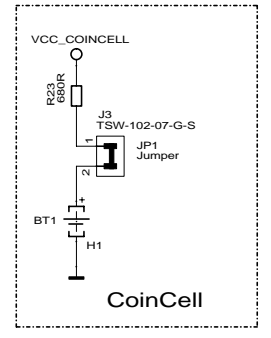 VCC_COINCELL
R23
680R
J3
TSW-102-07-G-S
1
JP1
Jumper
2
+
BT1
H1
CoinCell